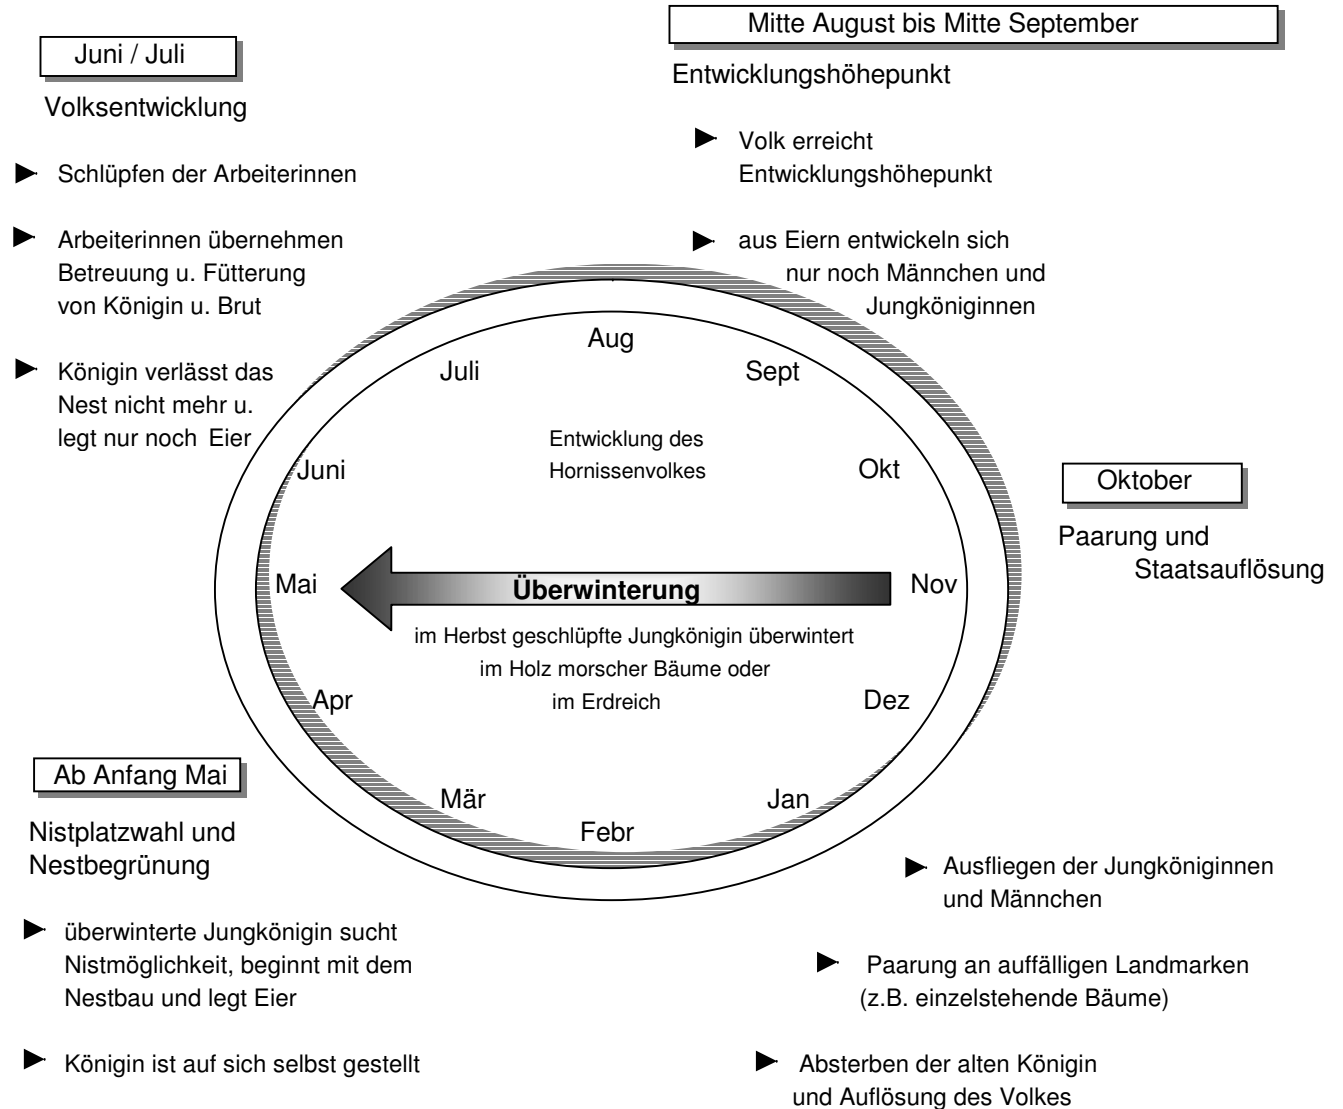 Juni / Juli
Volksentwicklung
Schlüpfen der Arbeiterinnen
Arbeiterinnen übernehmen
Betreuung u. Fütterung
von Königin u. Brut
Königin verlässt das
Nest nicht mehr u.
legt nur noch Eier
Mitte August bis Mitte September
Entwicklungshöhepunkt
Volk erreicht
Entwicklungshöhepunkt
aus Eiern entwickeln sich
nur noch Männchen und
Jungköniginnen
Aug
Juli
Sept
Juni
Okt
Entwicklung des
Hornissenvolkes
Mai
Überwinterung
Nov
im Herbst geschlüpfte Jungkönigin überwintert
im Holz morscher Bäume oder
im Erdreich
Apr
Dez
Mär
Jan
Febr
Oktober
Paarung und
Staatsauflösung
Ab Anfang Mai
Nistplatzwahl und
Nestbegrünung
überwinterte Jungkönigin sucht
Nistmöglichkeit, beginnt mit dem
Nestbau und legt Eier
Königin ist auf sich selbst gestellt
Ausfliegen der Jungköniginnen
und Männchen
Paarung an auffälligen Landmarken
(z.B. einzelstehende Bäume)
Absterben der alten Königin
und Auflösung des Volkes